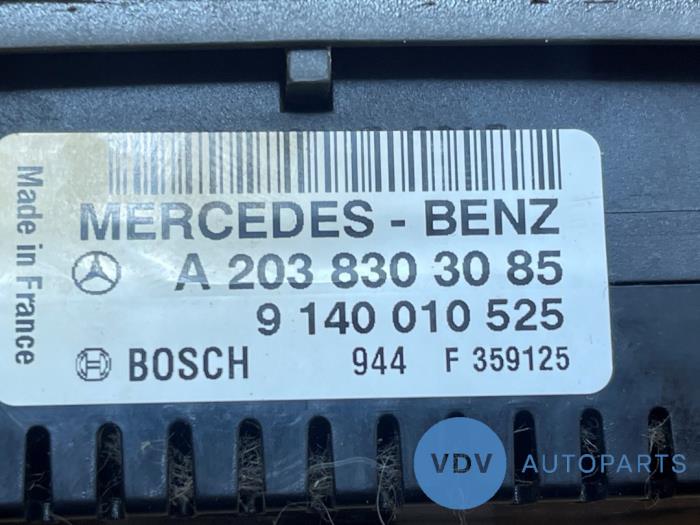 Made in France
MERCEDES - BENZ
A 203 830 30 85
9 140 010 525
BOSCH 944 F 359125
VDV AUTOPARTS